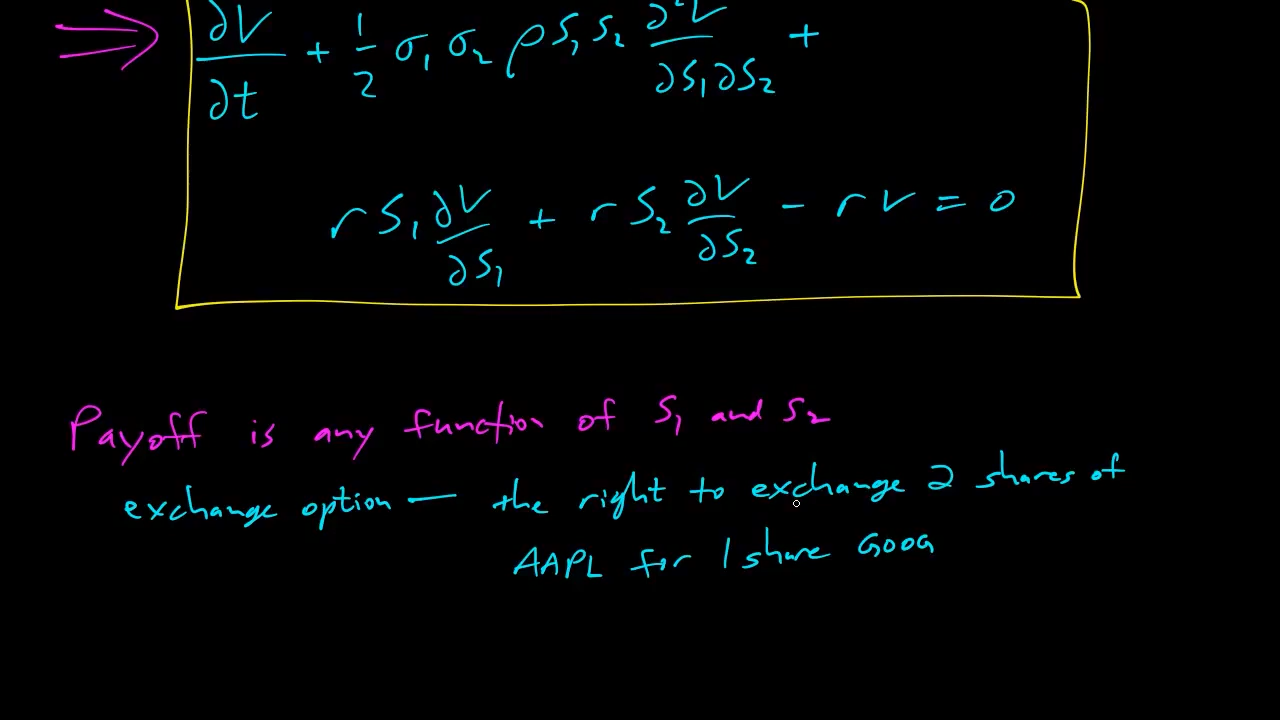 ⇒ ∂V/∂t + 1/2 σ₁ σ₂ ρ S₁ S₂ ∂²V/∂S₁∂S₂ +
r S₁ ∂V/∂S₁ + r S₂ ∂V/∂S₂ - r V = 0
Payoff is any function of S₁ and S₂
exchange option — the right to exchange 2 shares of
AAPL for 1 share GOOG